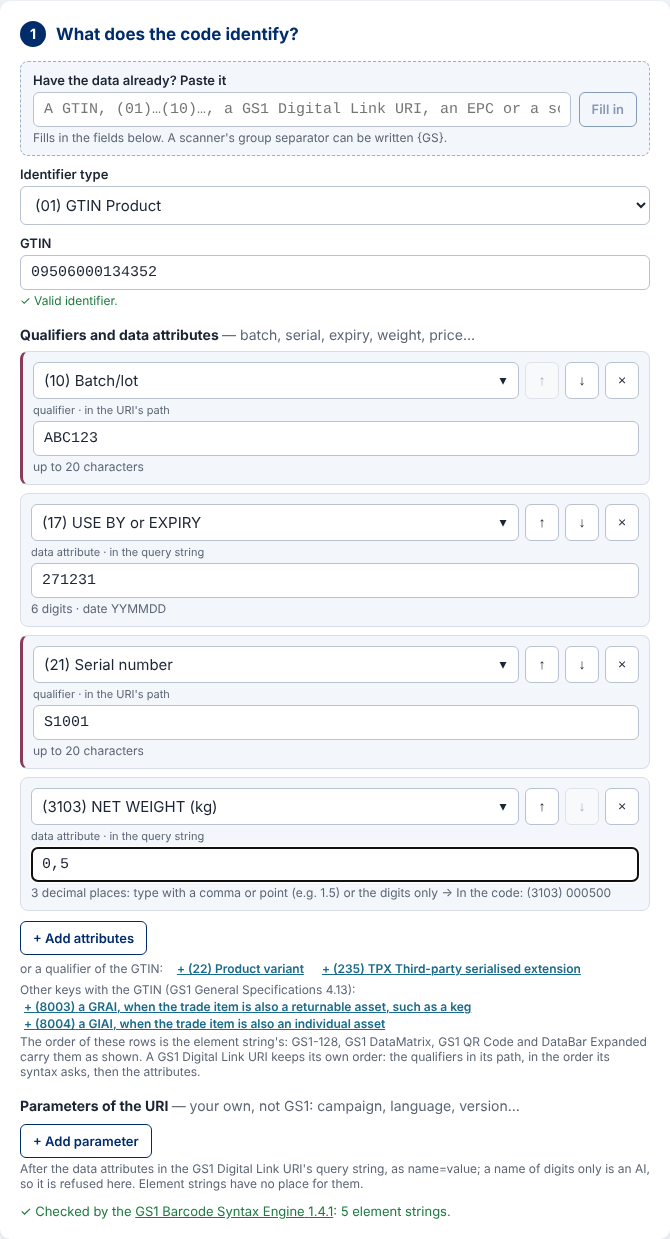 1 What does the code identify?
Have the data already? Paste it
A GTIN, (01)…(10)…, a GS1 Digital Link URI, an EPC or a sc
Fill in
Fills in the fields below. A scanner's group separator can be written {GS}.
Identifier type
(01) GTIN Product
GTIN
09506000134352
✓ Valid identifier.
Qualifiers and data attributes — batch, serial, expiry, weight, price…
(10) Batch/lot ▼ ↑ ↓ ×
qualifier · in the URI's path
ABC123
up to 20 characters
(17) USE BY or EXPIRY ▼ ↑ ↓ ×
data attribute · in the query string
271231
6 digits · date YYMMDD
(21) Serial number ▼ ↑ ↓ ×
qualifier · in the URI's path
S1001
up to 20 characters
(3103) NET WEIGHT (kg) ▼ ↑ ↓ ×
data attribute · in the query string
0,5
3 decimal places: type with a comma or point (e.g. 1.5) or the digits only → In the code: (3103) 000500
+ Add attributes
or a qualifier of the GTIN: + (22) Product variant + (235) TPX Third-party serialised extension
Other keys with the GTIN (GS1 General Specifications 4.13):
+ (8003) a GRAI, when the trade item is also a returnable asset, such as a keg
+ (8004) a GIAI, when the trade item is also an individual asset
The order of these rows is the element string's: GS1-128, GS1 DataMatrix, GS1 QR Code and DataBar Expanded
carry them as shown. A GS1 Digital Link URI keeps its own order: the qualifiers in its path, in the order its
syntax asks, then the attributes.
Parameters of the URI — your own, not GS1: campaign, language, version…
+ Add parameter
After the data attributes in the GS1 Digital Link URI's query string, as name=value; a name of digits only is an AI,
so it is refused here. Element strings have no place for them.
✓ Checked by the GS1 Barcode Syntax Engine 1.4.1: 5 element strings.